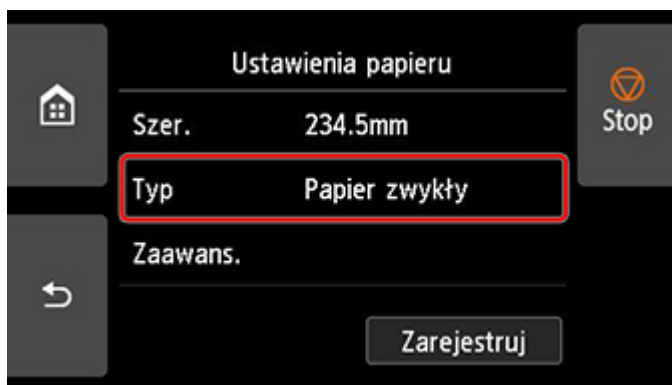 Ustawienia papieru
Stop
Szer. 234.5mm
Typ Papier zwykły
Zaawans.
Zarejestruj